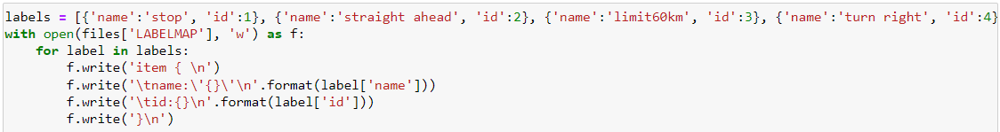 labels = [{'name':'stop', 'id':1}, {'name':'straight ahead', 'id':2}, {'name':'limit60km', 'id':3}, {'name':'turn right', 'id':4}
with open(files['LABELMAP'], 'w') as f:
    for label in labels:
        f.write('item { \n')
        f.write('\tname:\'{}\'\n'.format(label['name']))
        f.write('\tid:{}\n'.format(label['id']))
        f.write('}\n')